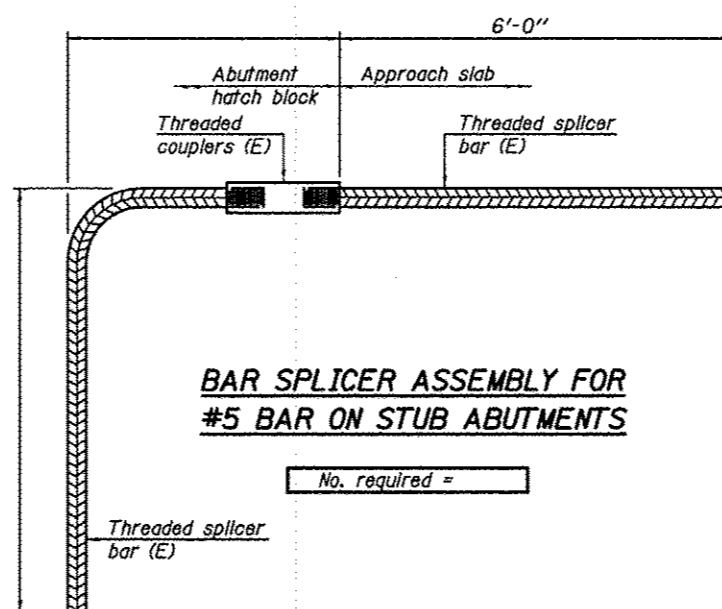 6'-0"
Abutment
hatch block
Approach slab
Threaded
couplers (E)
Threaded splicer
bar (E)
BAR SPLICER ASSEMBLY FOR
#5 BAR ON STUB ABUTMENTS
No. required =
Threaded splicer
bar (E)